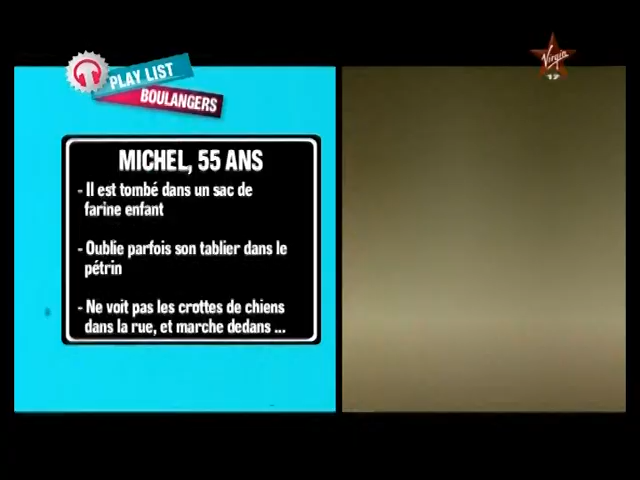 PLAY LIST
BOULANGERS
Virgin
17
MICHEL, 55 ANS
- Il est tombé dans un sac de
farine enfant
- Oublie parfois son tablier dans le
pétrin
- Ne voit pas les crottes de chiens
dans la rue, et marche dedans ...